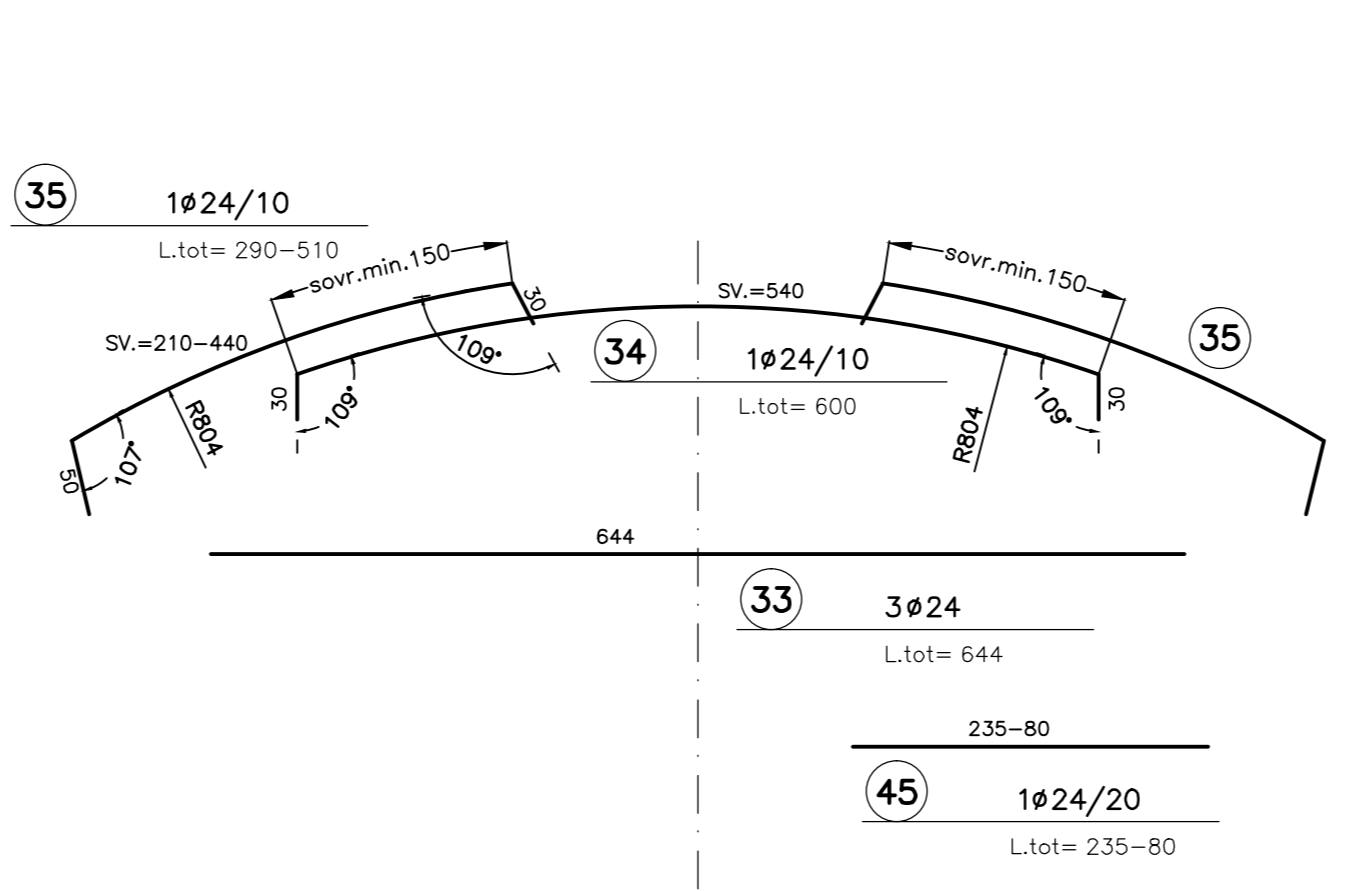 35
1ø24/10
L.tot= 290-510
sovr.min.150
sovr.min.150
30
SV.=540
SV.=210-440
109°
34
1ø24/10
L.tot= 600
35
30
109°
R804
R804
109°
30
50
107°
644
33
3ø24
L.tot= 644
235-80
45
1ø24/20
L.tot= 235-80